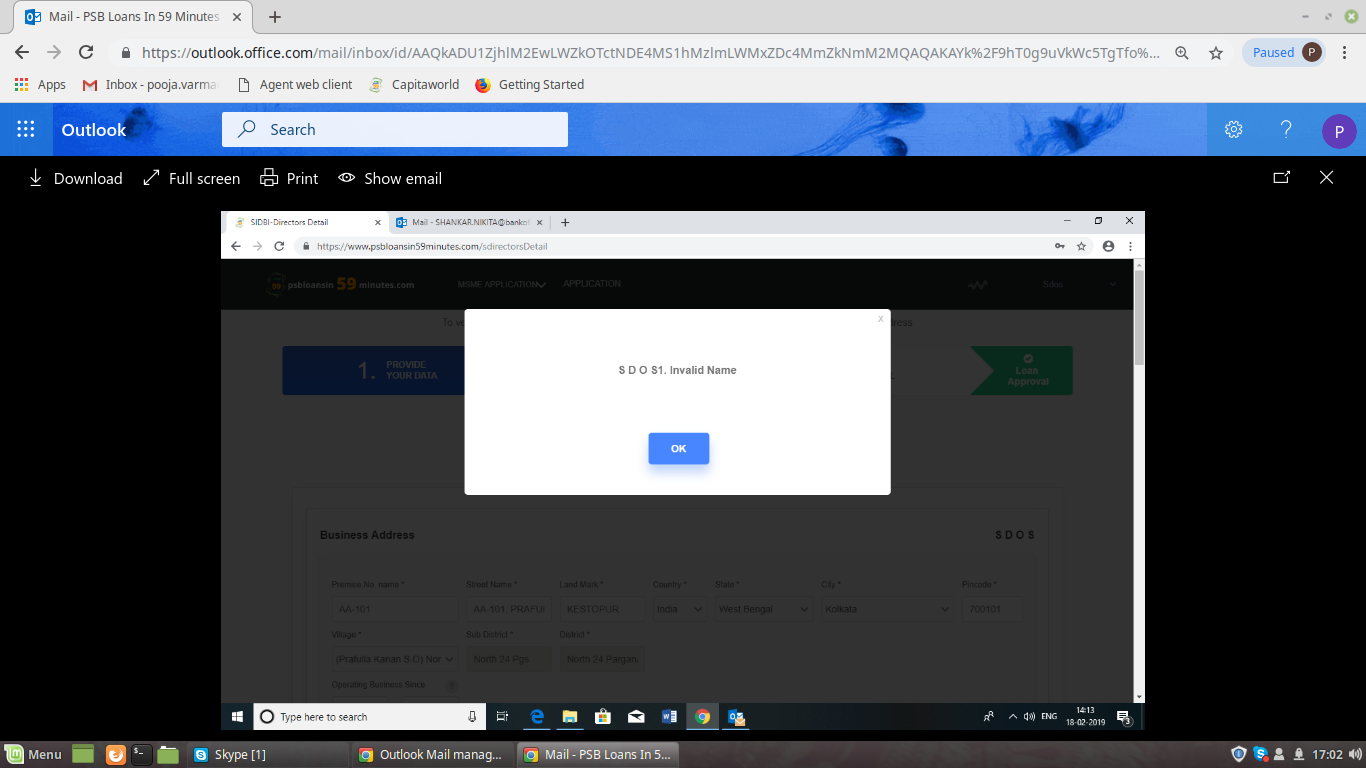 Mail - PSB Loans In 59 Minutes
https://outlook.office.com/mail/inbox/id/AAQkADU1ZjhlM2EwLWZkOTctNDE4MS1hMzlmLWMxZDc4MmZkNmM2MQAQAKAYk%2F9hT0g9uVkWc5TgTfo%...
Paused P
Apps Inbox - pooja.varma Agent web client Capitaworld Getting Started
Outlook Search ? P
Download Full screen Print Show email
SIDBI-Directors Detail Mail - SHANKAR.NIKITA@bankof
https://www.psbloansin59minutes.com/sdirectorsDetail
59 psbloansin 59 minutes.com MSME APPLICATION APPLICATION Sdos
To ress
x
1. PROVIDE
YOUR DATA
Loan
Approval
S D O S1. Invalid Name
OK
Business Address S D O S
Premise No. name * Street Name * Land Mark * Country * State * City * Pincode *
AA-101 AA-101, PRAFUL KESTOPUR India West Bengal Kolkata 700101
Village * Sub District * District *
(Prafulla Kanan S.O) Nor North 24 Pgs North 24 Pargan
Operating Business Since ?
Type here to search ENG 14:13
18-02-2019 3
Menu Skype [1] Outlook Mail manag... Mail - PSB Loans In 5... 17:02